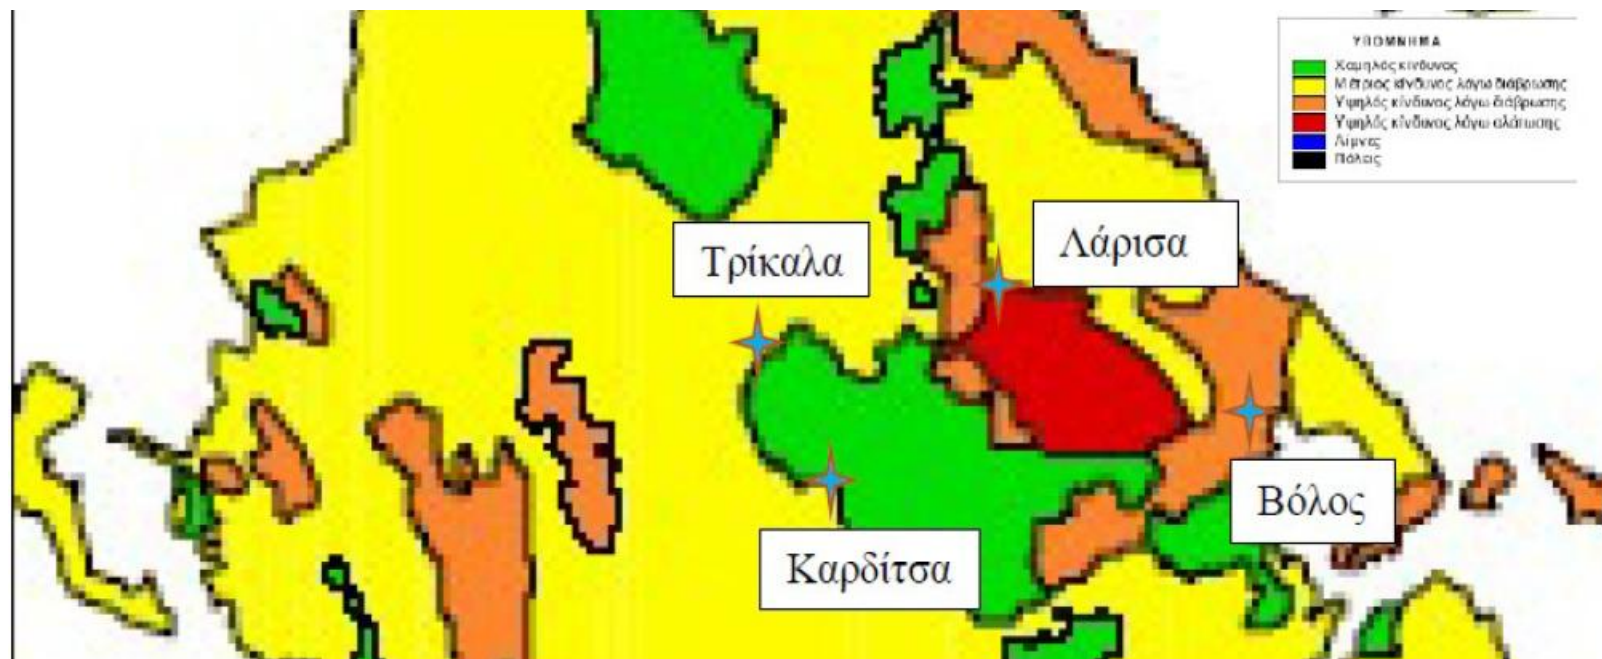 ΥΠΟΜΝΗΜΑ
Χαμηλός κίνδυνος
Μέτριος κίνδυνος λόγω διάβρωσης
Υψηλός κίνδυνος λόγω διάβρωσης
Υψηλός κίνδυνος λόγω αλάτωσης
Λίμνες
Πόλεις
Λάρισα
Τρίκαλα
Βόλος
Καρδίτσα